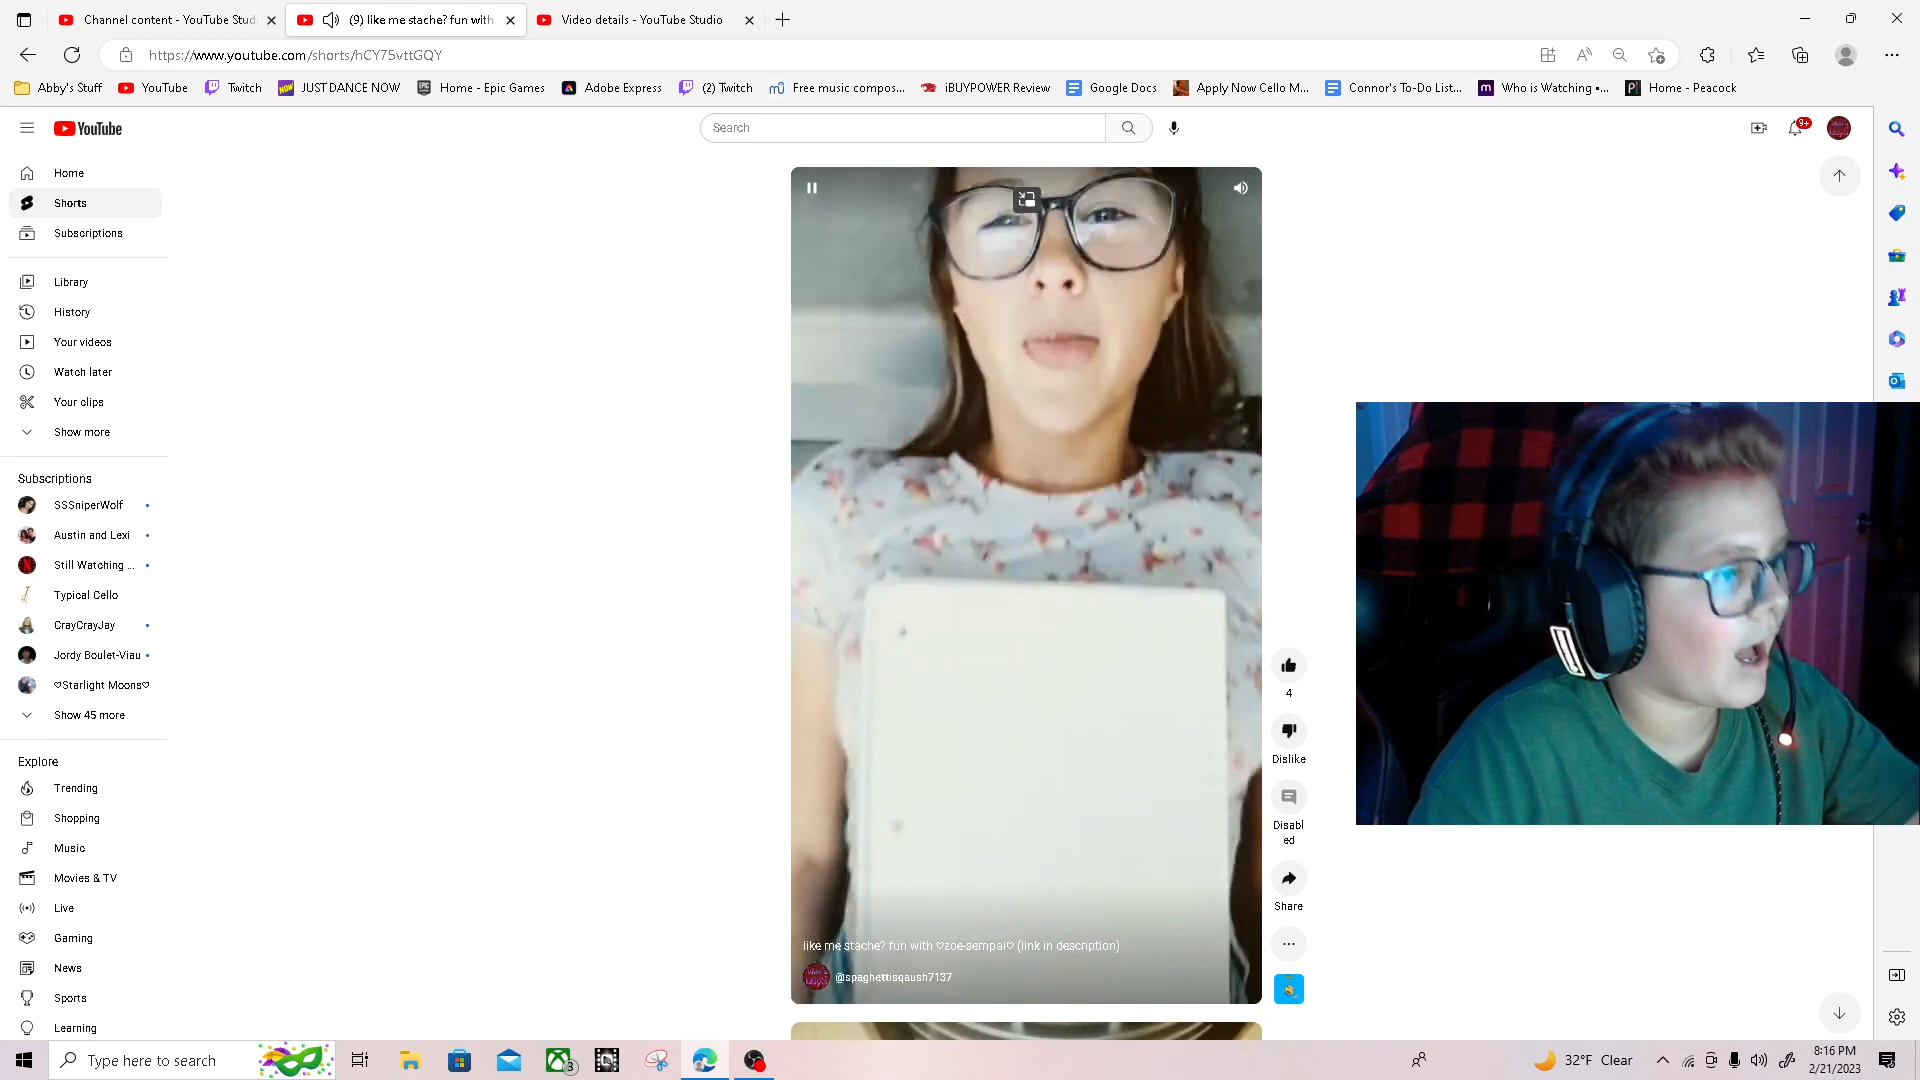 Channel content - YouTube Studi
(9) like me stache? fun with
Video details - YouTube Studio
https://www.youtube.com/shorts/hCY75vttGQY
Abby's Stuff
YouTube
Twitch
JUST DANCE NOW
Home - Epic Games
Adobe Express
(2) Twitch
Free music compos...
iBUYPOWER Review
Google Docs
Apply Now Cello M...
Connor's To-Do List...
Who is Watching •...
Home - Peacock
YouTube
Search
9+
Home
Shorts
Subscriptions
Library
History
Your videos
Watch later
Your clips
Show more
Subscriptions
SSSniperWolf
Austin and Lexi
Still Watching ...
Typical Cello
CrayCrayJay
Jordy Boulet-Viau
♡Starlight Moons♡
Show 45 more
Explore
Trending
Shopping
Music
Movies & TV
Live
Gaming
News
Sports
Learning
4
Dislike
Disabl
ed
Share
like me stache? fun with ♡zoe-sempai♡ (link in description)
@spaghettisqaush7137
Type here to search
3
32°F Clear
8:16 PM
2/21/2023